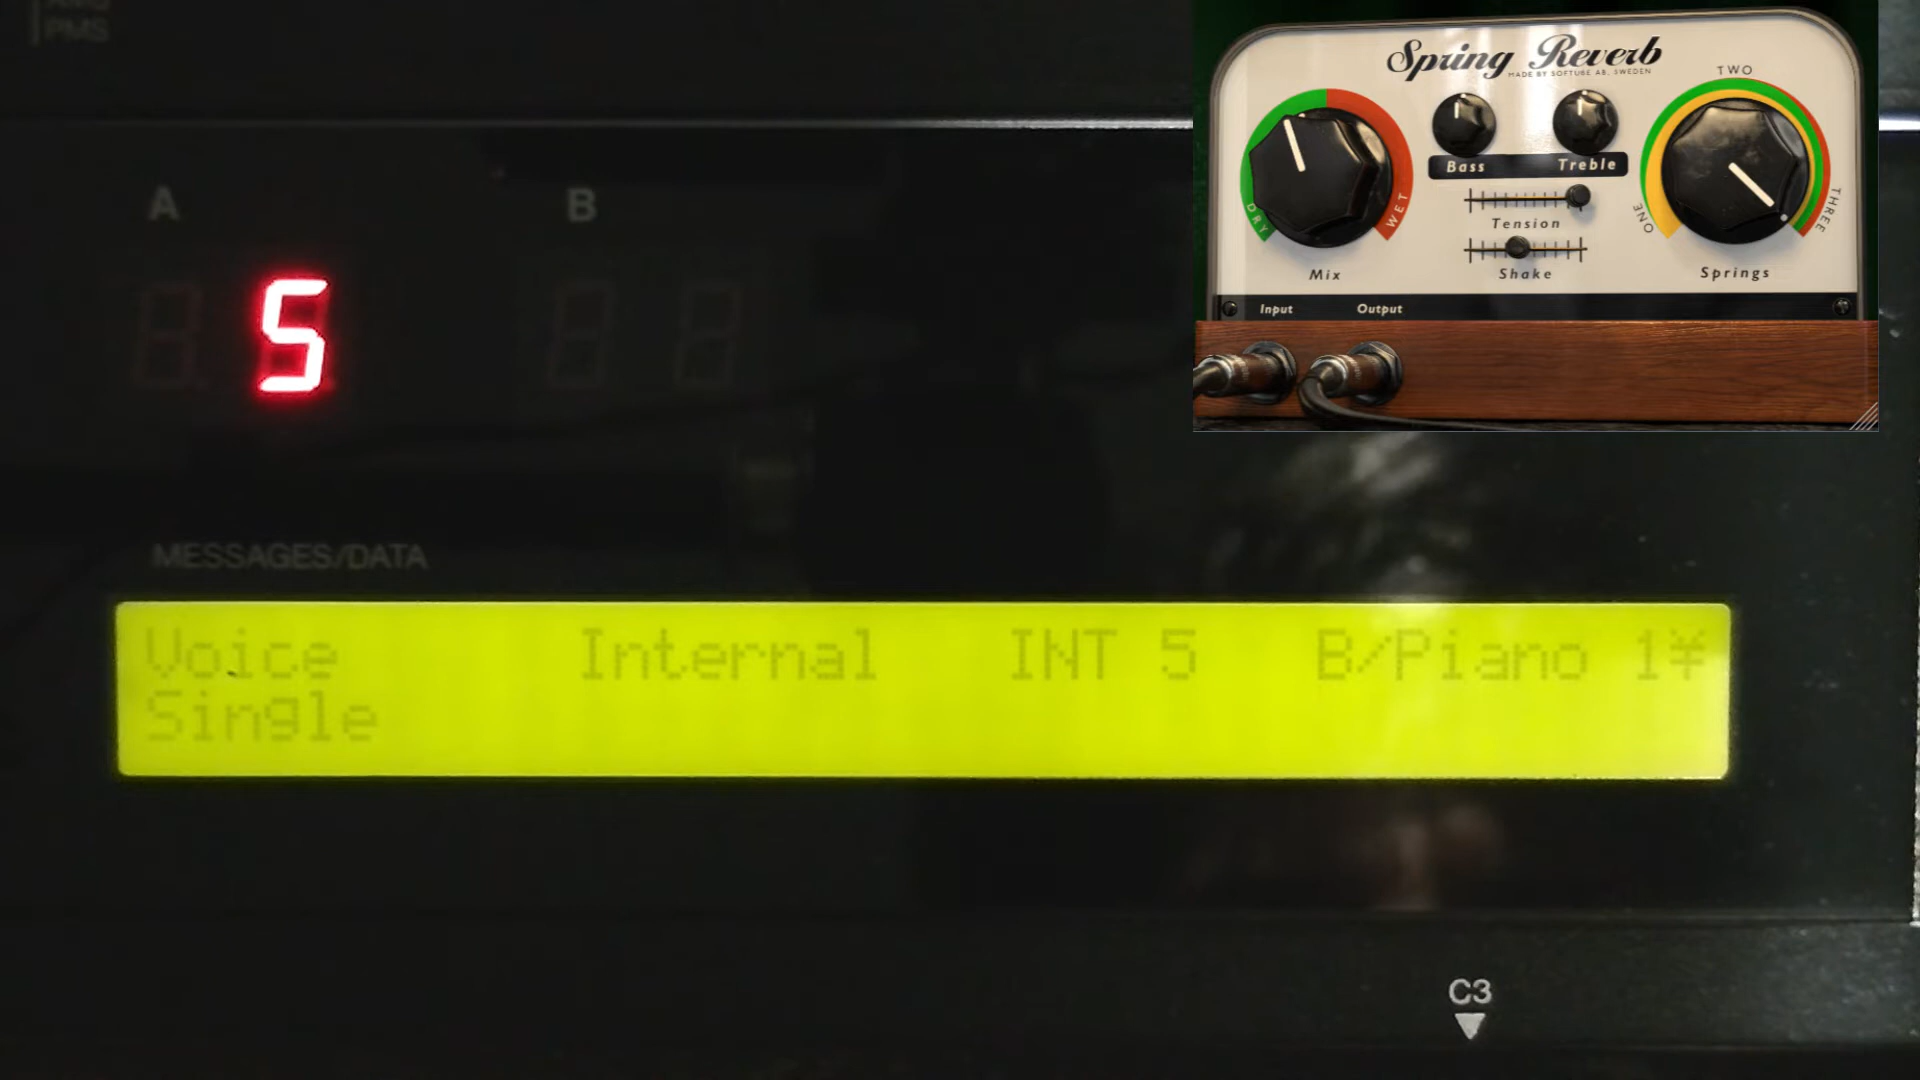 PMS
A
B
5
MESSAGES/DATA
Voice Internal INT 5 B/Piano 1¥
Single
C3
Spring Reverb
MADE BY SOFTUBE AB, SWEDEN
DRY
WET
Mix
Bass
Treble
Tension
Shake
ONE
TWO
THREE
Springs
Input
Output